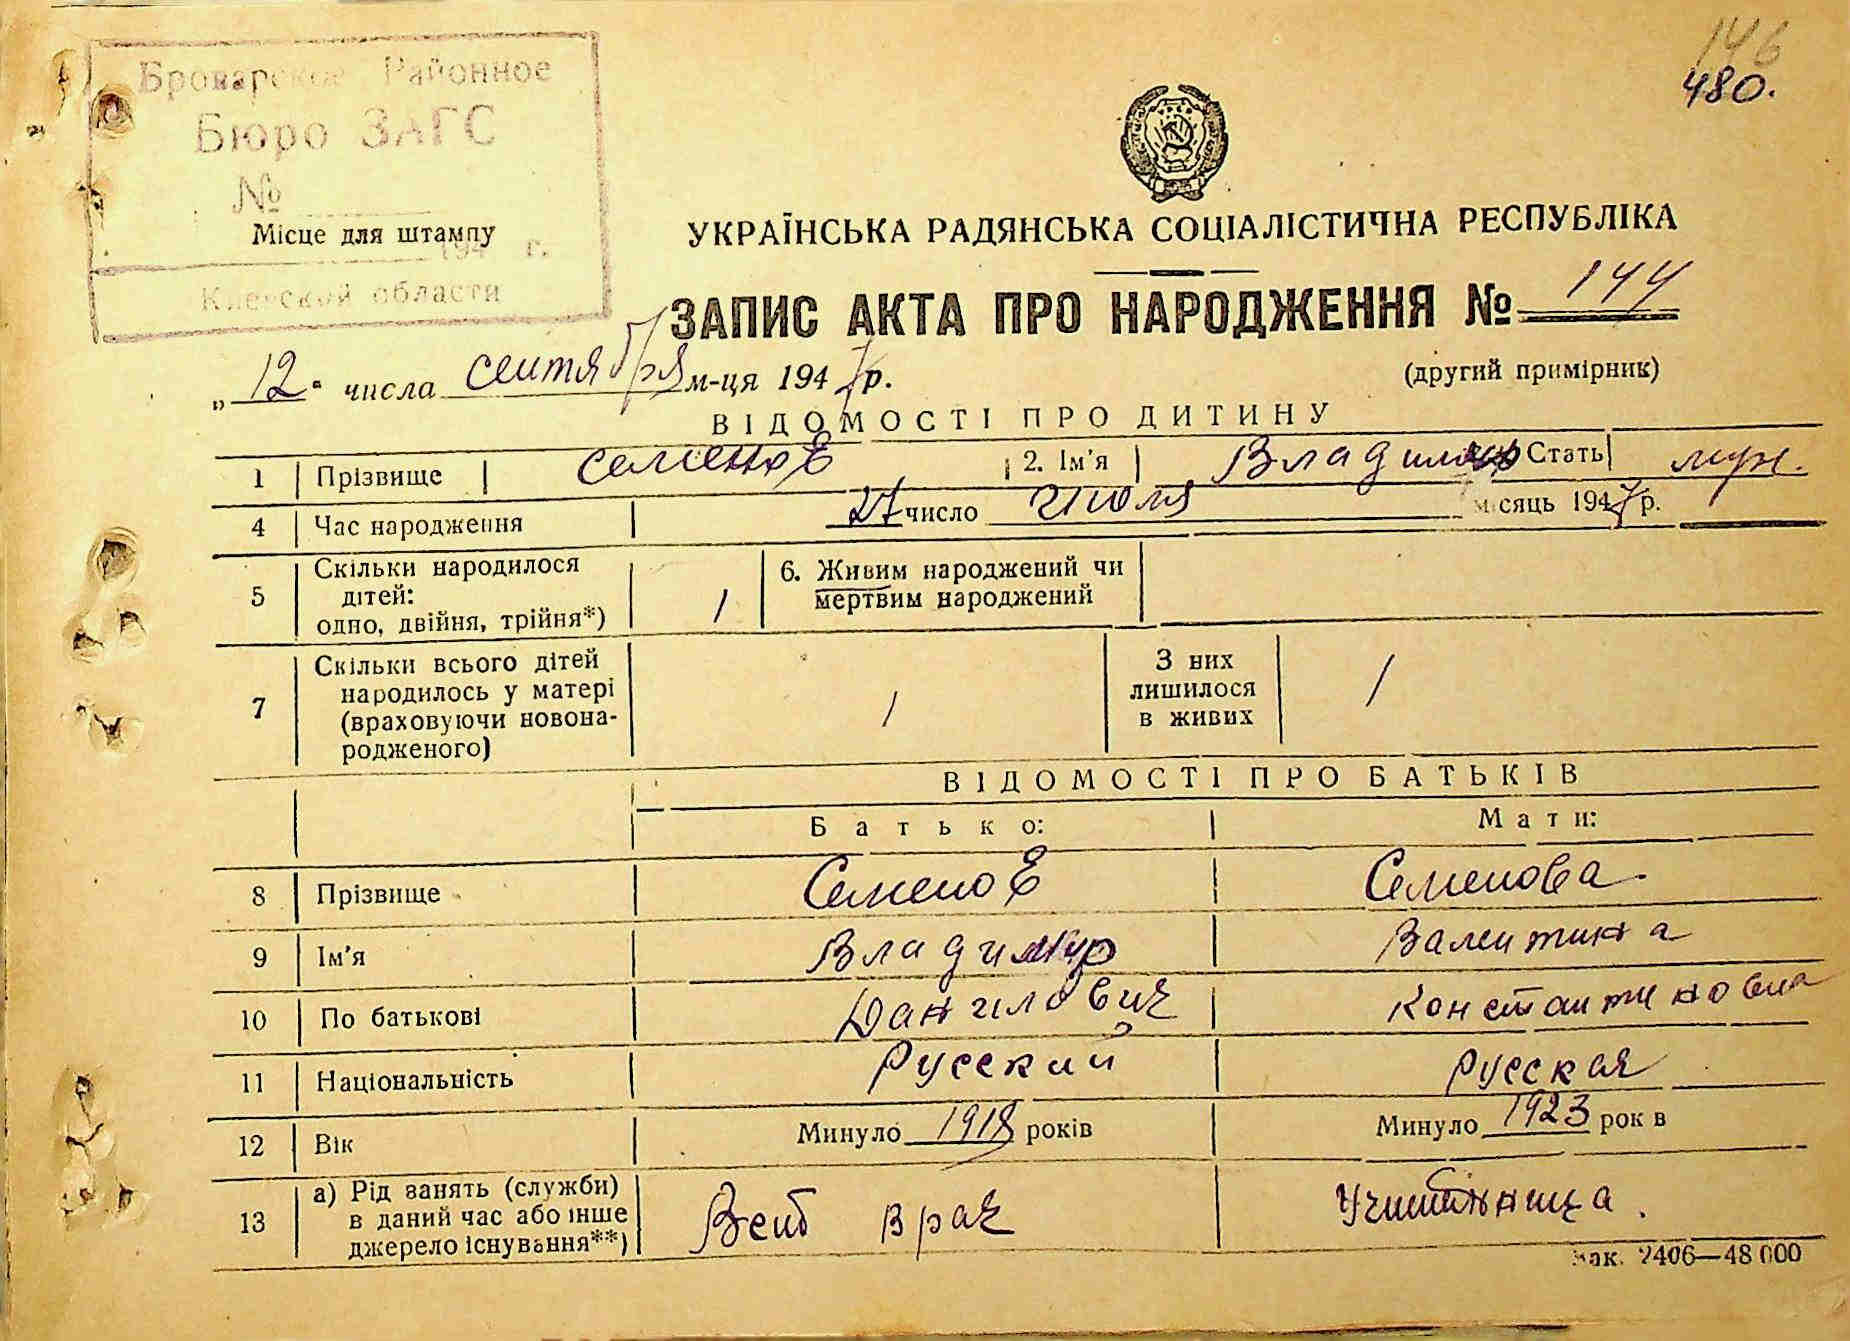 146
480.
Броварское Районное
Бюро ЗАГС
№
Місце для штампу
194 г.
Киевской области
УКРАЇНСЬКА РАДЯНСЬКА СОЦІАЛІСТИЧНА РЕСПУБЛІКА
ЗАПИС АКТА ПРО НАРОДЖЕННЯ № 144
(другий примірник)
„12" числа сентября м-ця 1947 р.
ВІДОМОСТІ ПРО ДИТИНУ
1 Прізвище Семенов 2. Ім'я Владимир Стать муж.
4 Час народження 27 число июля місяць 1947 р.
5 Скільки народилося
дітей:
одно, двійня, трійня*) 1
6. Живим народжений чи
мертвим народжений
7 Скільки всього дітей
народилось у матері
(враховуючи новона-
родженого) 1
З них
лишилося
в живих 1
ВІДОМОСТІ ПРО БАТЬКІВ
Батько: Мати:
8 Прізвище Семенов Семенова.
9 Ім'я Владимир Валентина
10 По батькові Данилович Константиновна
11 Національність Русский Русская
12 Вік Минуло 1918 років Минуло 1923 рок в
13 а) Рід занять (служби)
в даний час або інше
джерело існування**) Вет врач Учительница.
Зак. 2406—48 000